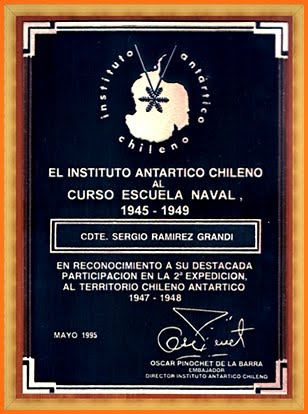 instituto antártico
chileno
EL INSTITUTO ANTARTICO CHILENO
AL
CURSO ESCUELA NAVAL,
1945 - 1949
CDTE. SERGIO RAMIREZ GRANDI
EN RECONOCIMIENTO A SU DESTACADA
PARTICIPACION EN LA 2ª EXPEDICION,
AL TERRITORIO CHILENO ANTARTICO
1947 - 1948
MAYO 1995
OSCAR PINOCHET DE LA BARRA
EMBAJADOR
DIRECTOR INSTITUTO ANTARTICO CHILENO